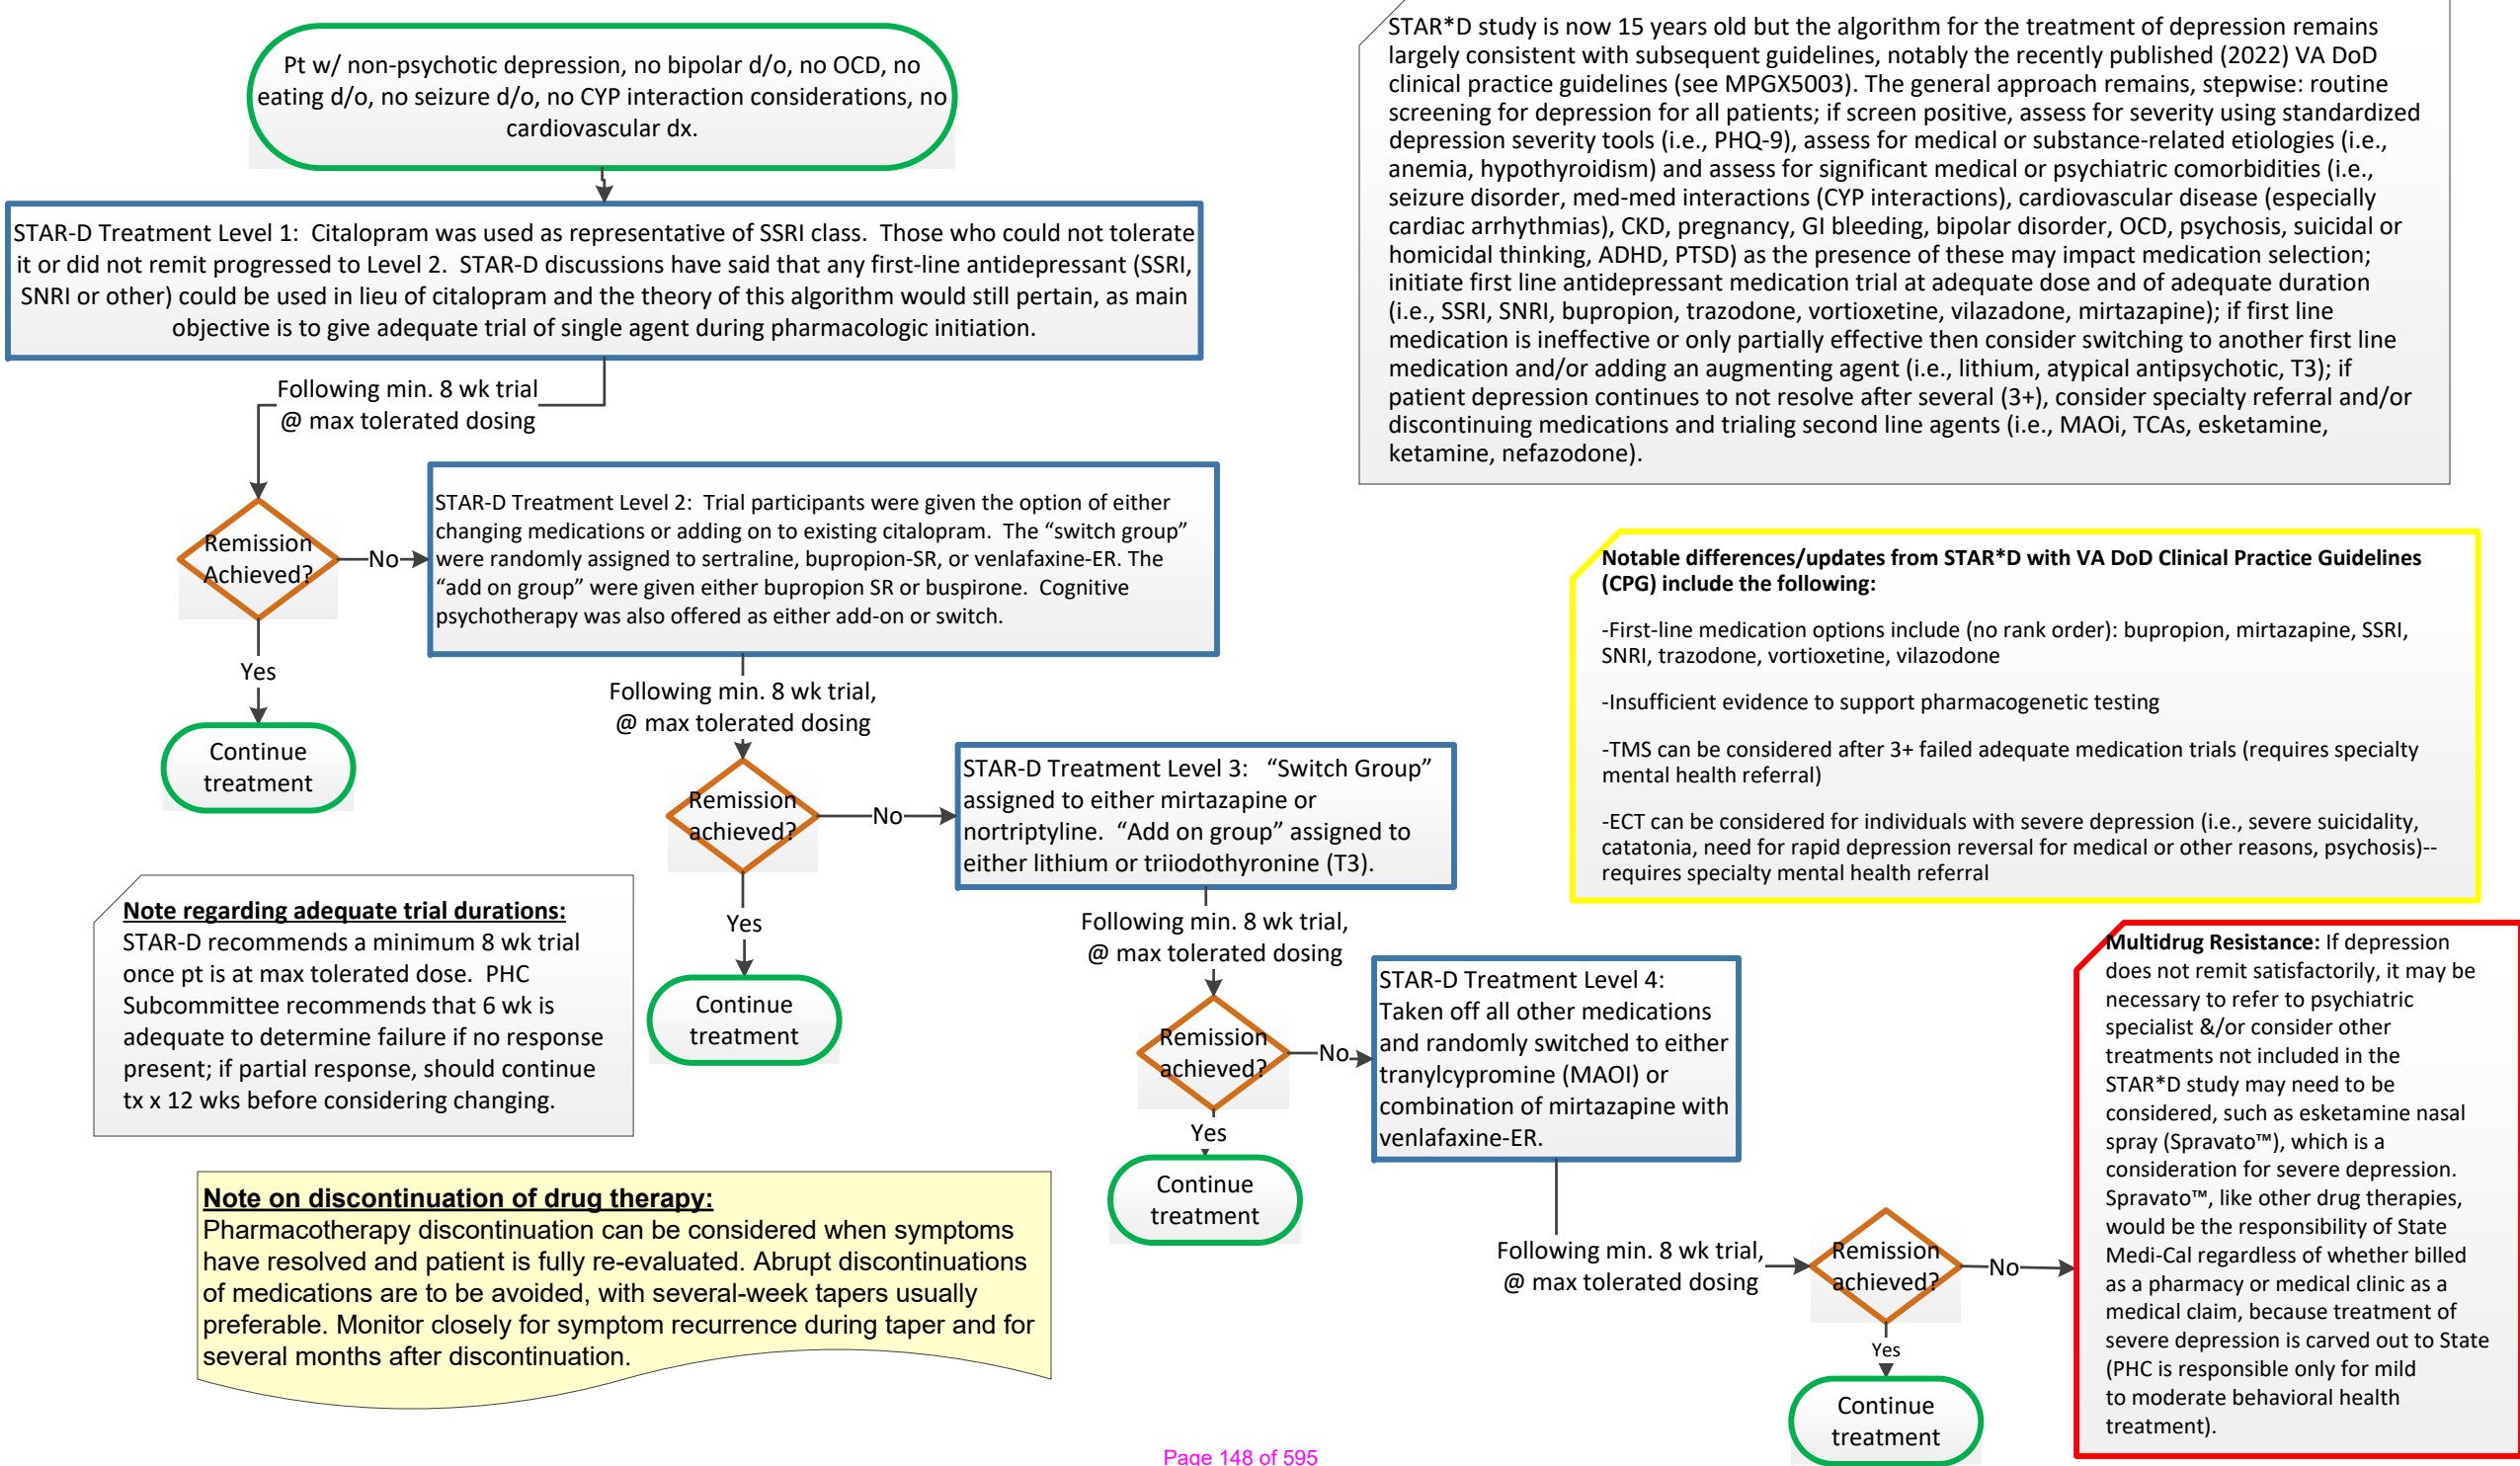 Pt w/ non-psychotic depression, no bipolar d/o, no OCD, no
eating d/o, no seizure d/o, no CYP interaction considerations, no
cardiovascular dx.
STAR*D study is now 15 years old but the algorithm for the treatment of depression remains
largely consistent with subsequent guidelines, notably the recently published (2022) VA DoD
clinical practice guidelines (see MPGX5003). The general approach remains, stepwise: routine
screening for depression for all patients; if screen positive, assess for severity using standardized
depression severity tools (i.e., PHQ-9), assess for medical or substance-related etiologies (i.e.,
anemia, hypothyroidism) and assess for significant medical or psychiatric comorbidities (i.e.,
seizure disorder, med-med interactions (CYP interactions), cardiovascular disease (especially
cardiac arrhythmias), CKD, pregnancy, GI bleeding, bipolar disorder, OCD, psychosis, suicidal or
homicidal thinking, ADHD, PTSD) as the presence of these may impact medication selection;
initiate first line antidepressant medication trial at adequate dose and of adequate duration
(i.e., SSRI, SNRI, bupropion, trazodone, vortioxetine, vilazadone, mirtazapine); if first line
medication is ineffective or only partially effective then consider switching to another first line
medication and/or adding an augmenting agent (i.e., lithium, atypical antipsychotic, T3); if
patient depression continues to not resolve after several (3+), consider specialty referral and/or
discontinuing medications and trialing second line agents (i.e., MAOi, TCAs, esketamine,
ketamine, nefazodone).
STAR-D Treatment Level 1: Citalopram was used as representative of SSRI class. Those who could not tolerate
it or did not remit progressed to Level 2. STAR-D discussions have said that any first-line antidepressant (SSRI,
SNRI or other) could be used in lieu of citalopram and the theory of this algorithm would still pertain, as main
objective is to give adequate trial of single agent during pharmacologic initiation.
Following min. 8 wk trial
@ max tolerated dosing
Remission
Achieved?
No
Yes
Continue
treatment
STAR-D Treatment Level 2: Trial participants were given the option of either
changing medications or adding on to existing citalopram. The “switch group”
were randomly assigned to sertraline, bupropion-SR, or venlafaxine-ER. The
“add on group” were given either bupropion SR or buspirone. Cognitive
psychotherapy was also offered as either add-on or switch.
Following min. 8 wk trial,
@ max tolerated dosing
Remission
achieved?
No
Yes
Continue
treatment
Notable differences/updates from STAR*D with VA DoD Clinical Practice Guidelines
(CPG) include the following:
-First-line medication options include (no rank order): bupropion, mirtazapine, SSRI,
SNRI, trazodone, vortioxetine, vilazodone
-Insufficient evidence to support pharmacogenetic testing
-TMS can be considered after 3+ failed adequate medication trials (requires specialty
mental health referral)
-ECT can be considered for individuals with severe depression (i.e., severe suicidality,
catatonia, need for rapid depression reversal for medical or other reasons, psychosis)--
requires specialty mental health referral
STAR-D Treatment Level 3: “Switch Group”
assigned to either mirtazapine or
nortriptyline. “Add on group” assigned to
either lithium or triiodothyronine (T3).
Following min. 8 wk trial,
@ max tolerated dosing
Remission
achieved?
No
Yes
Continue
treatment
Note regarding adequate trial durations:
STAR-D recommends a minimum 8 wk trial
once pt is at max tolerated dose. PHC
Subcommittee recommends that 6 wk is
adequate to determine failure if no response
present; if partial response, should continue
tx x 12 wks before considering changing.
STAR-D Treatment Level 4:
Taken off all other medications
and randomly switched to either
tranylcypromine (MAOI) or
combination of mirtazapine with
venlafaxine-ER.
Following min. 8 wk trial,
@ max tolerated dosing
Remission
achieved?
No
Yes
Continue
treatment
Multidrug Resistance: If depression
does not remit satisfactorily, it may be
necessary to refer to psychiatric
specialist &/or consider other
treatments not included in the
STAR*D study may need to be
considered, such as esketamine nasal
spray (Spravato™), which is a
consideration for severe depression.
Spravato™, like other drug therapies,
would be the responsibility of State
Medi-Cal regardless of whether billed
as a pharmacy or medical clinic as a
medical claim, because treatment of
severe depression is carved out to State
(PHC is responsible only for mild
to moderate behavioral health
treatment).
Note on discontinuation of drug therapy:
Pharmacotherapy discontinuation can be considered when symptoms
have resolved and patient is fully re-evaluated. Abrupt discontinuations
of medications are to be avoided, with several-week tapers usually
preferable. Monitor closely for symptom recurrence during taper and for
several months after discontinuation.
Page 148 of 595